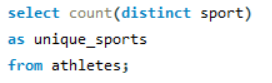 select count(distinct sport)
as unique_sports
from athletes;